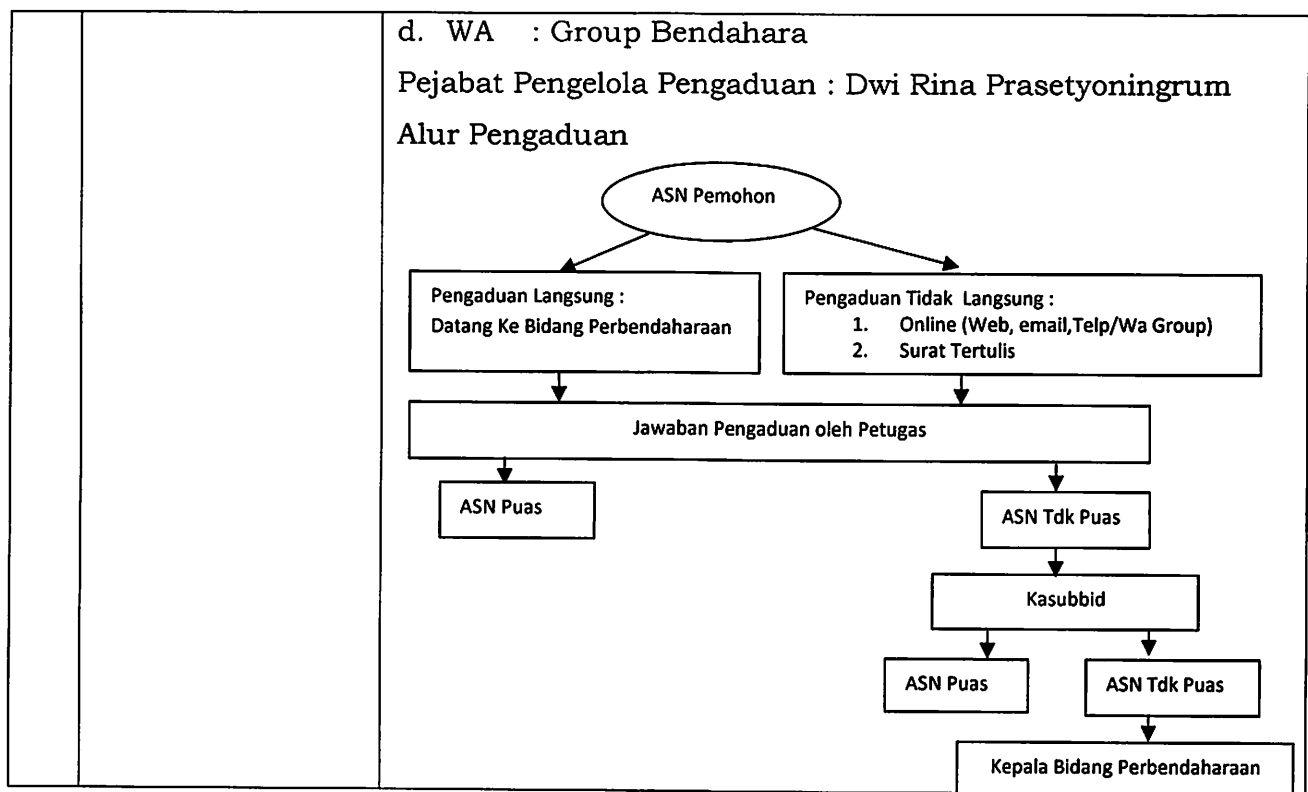 d. WA : Group Bendahara
Pejabat Pengelola Pengaduan : Dwi Rina Prasetyoningrum
Alur Pengaduan
ASN Pemohon
Pengaduan Langsung :
Datang Ke Bidang Perbendaharaan
Pengaduan Tidak Langsung :
1. Online (Web, email,Telp/Wa Group)
2. Surat Tertulis
Jawaban Pengaduan oleh Petugas
ASN Puas
ASN Tdk Puas
Kasubbid
ASN Puas
ASN Tdk Puas
Kepala Bidang Perbendaharaan